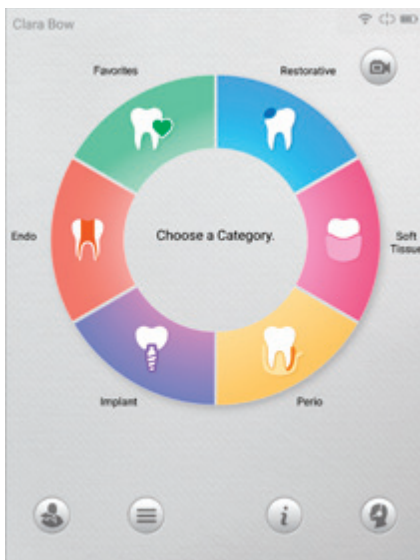 Clara Bow
Favorites
Restorative
Endo
Choose a Category.
Soft
Tissue
Implant
Perio
i